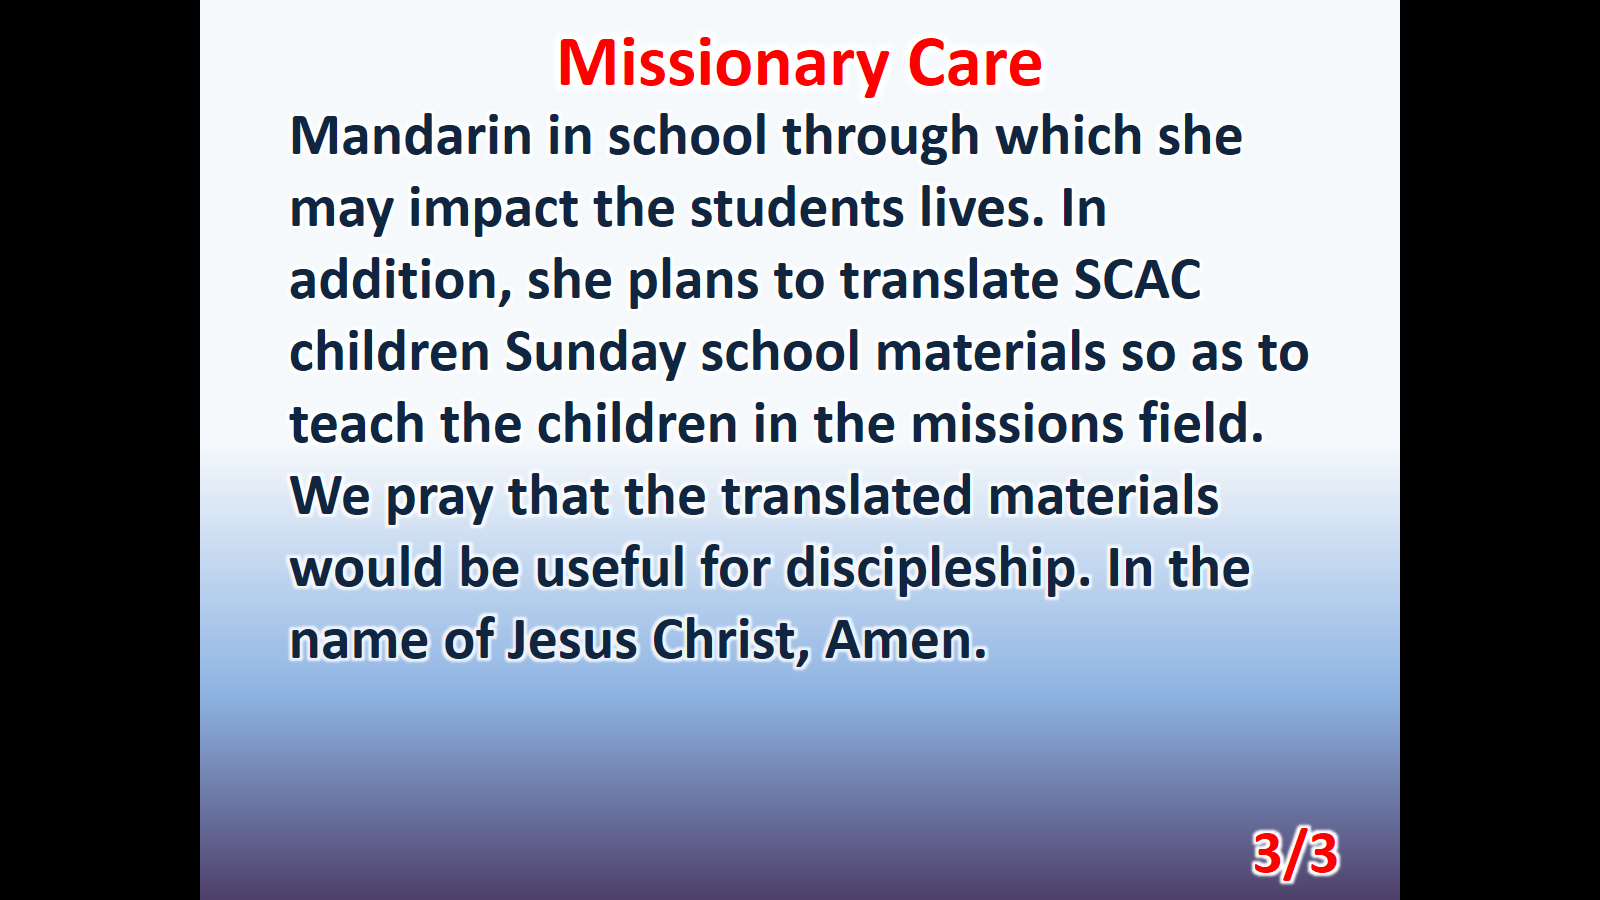 Missionary Care
Mandarin in school through which she
may impact the students lives. In
addition, she plans to translate SCAC
children Sunday school materials so as to
teach the children in the missions field.
We pray that the translated materials
would be useful for discipleship. In the
name of Jesus Christ, Amen.
3/3